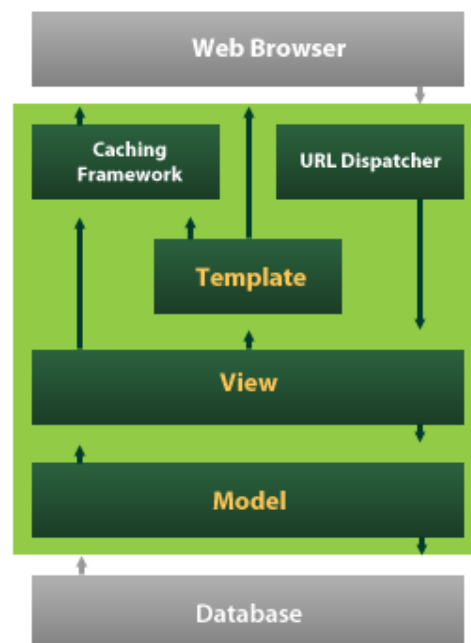 Web Browser
Caching
Framework
URL Dispatcher
Template
View
Model
Database